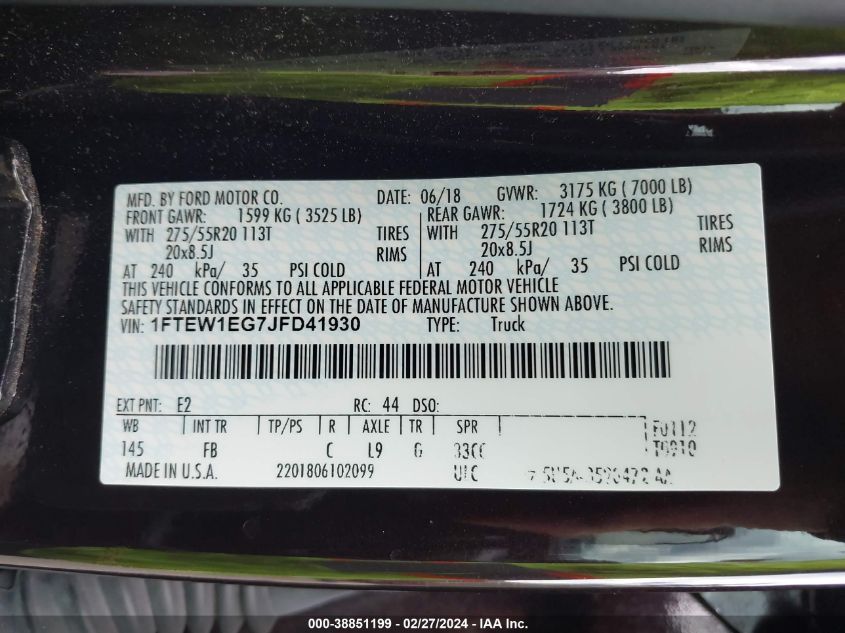 MFD. BY FORD MOTOR CO. DATE: 06/18 GVWR: 3175 KG ( 7000 LB)
FRONT GAWR: 1599 KG ( 3525 LB) REAR GAWR: 1724 KG ( 3800 LB)
WITH 275/55R20 113T TIRES WITH 275/55R20 113T TIRES
20x8.5J RIMS 20x8.5J RIMS
AT 240 kPa/ 35 PSI COLD AT 240 kPa/ 35 PSI COLD
THIS VEHICLE CONFORMS TO ALL APPLICABLE FEDERAL MOTOR VEHICLE
SAFETY STANDARDS IN EFFECT ON THE DATE OF MANUFACTURE SHOWN ABOVE.
VIN: 1FTEW1EG7JFD41930 TYPE: Truck
EXT PNT: E2 RC: 44 DSO:
WB INT TR TP/PS R AXLE TR SPR
145 FB C L9 G
MADE IN U.S.A. 2201806102099
000-38851199 - 02/27/2024 - IAA Inc.